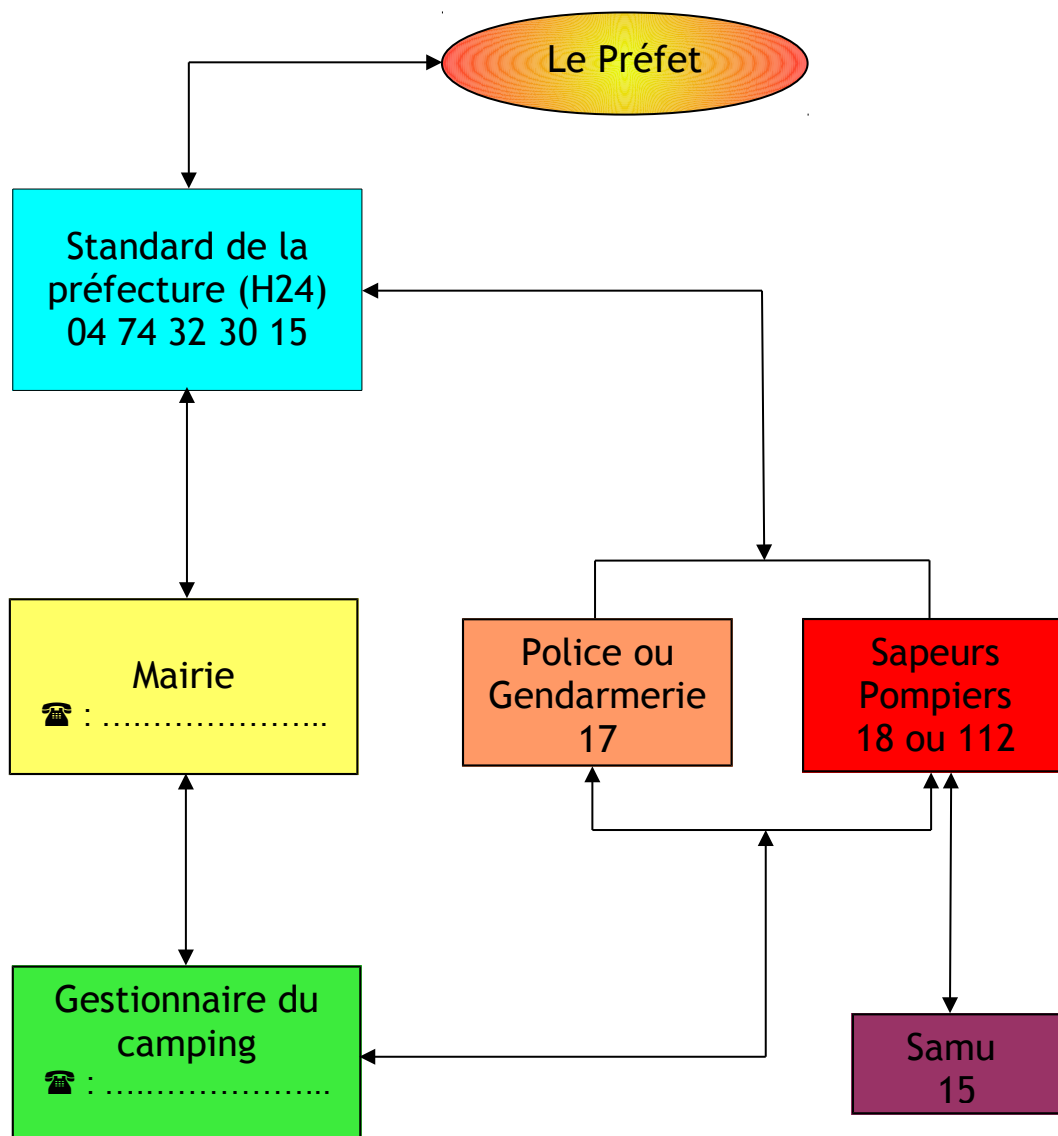 Le Préfet
Standard de la
préfecture (H24)
04 74 32 30 15
Mairie
☎ : …..……………...
Police ou
Gendarmerie
17
Sapeurs
Pompiers
18 ou 112
Gestionnaire du
camping
☎ : ….……………...
Samu
15